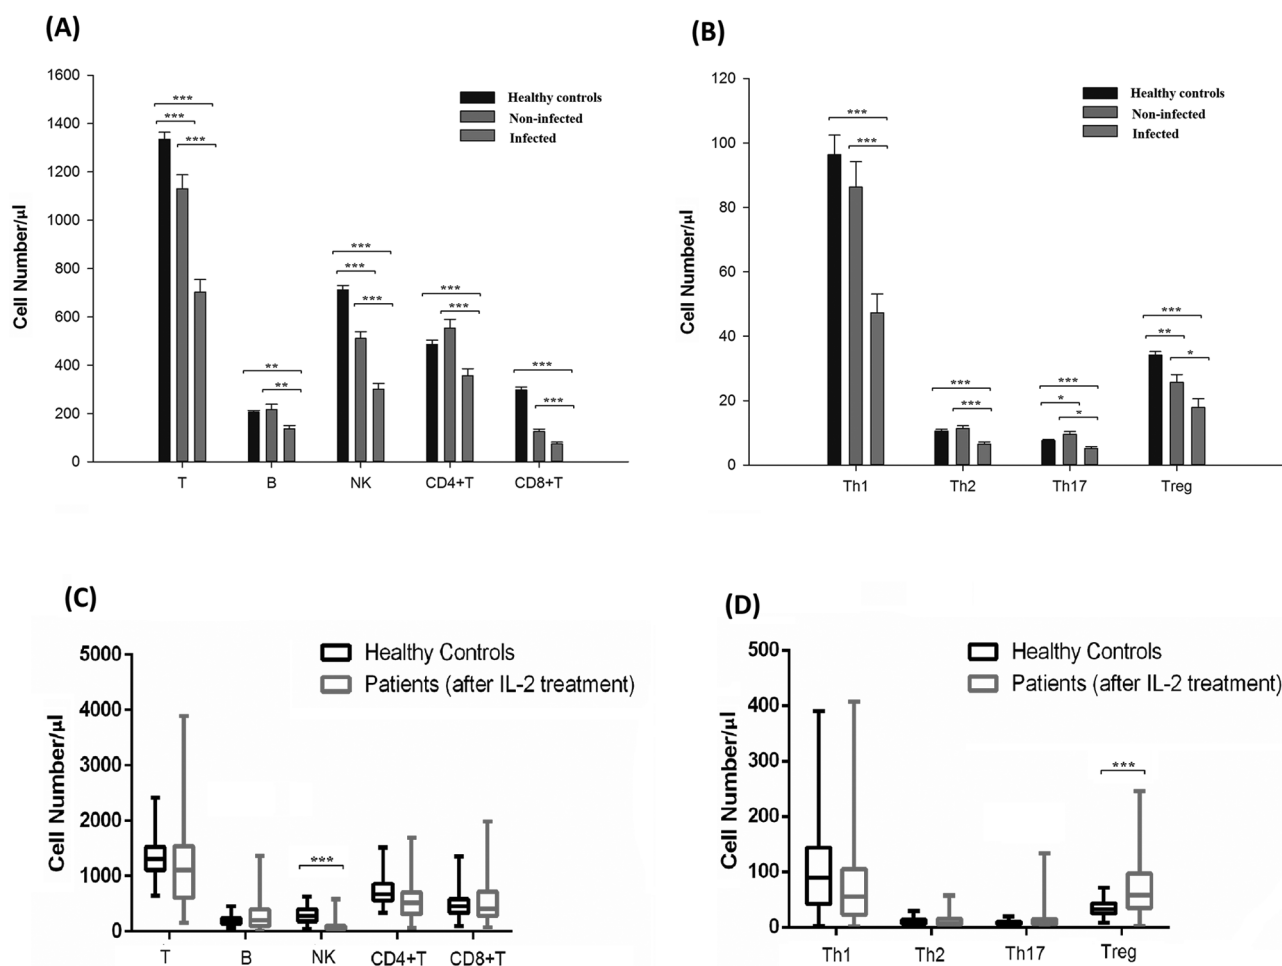 (A)
1600
1400
1200
1000
800
600
400
200
0
Cell Number/µl
Healthy controls
Non-infected
Infected
***
***
***
**
**
***
***
***
***
***
***
***
T B NK CD4+T CD8+T
(B)
120
100
80
60
40
20
0
Cell Number/µl
Healthy controls
Non-infected
Infected
***
***
***
***
***
*
*
***
**
*
Th1 Th2 Th17 Treg
(C)
5000
4000
3000
2000
1000
0
Cell Number/µl
Healthy Controls
Patients (after IL-2 treatment)
***
T B NK CD4+T CD8+T
(D)
500
400
300
200
100
0
Cell Number/µl
Healthy Controls
Patients (after IL-2 treatment)
***
Th1 Th2 Th17 Treg